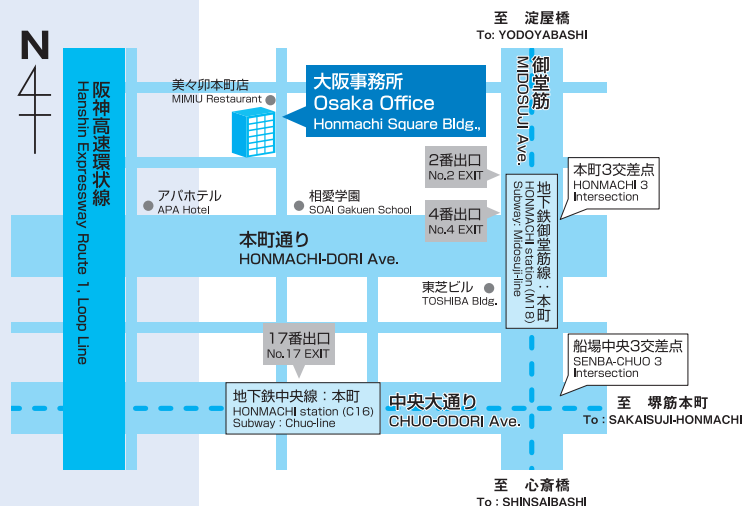 至 淀屋橋
To: YODOYABASHI
N
阪神高速環状線
Hanshin Expressway Route 1, Loop Line
美々卯本町店
MIMIU Restaurant
大阪事務所
Osaka Office
Honmachi Square Bldg.,
御堂筋
MIDOSUJI Ave.
2番出口
No.2 EXIT
本町3交差点
HONMACHI 3
Intersection
アパホテル
APA Hotel
相愛学園
SOAI Gakuen School
4番出口
No.4 EXIT
地下鉄御堂筋線:本町
HONMACHI station (M18)
Subway: Midosuji-line
本町通り
HONMACHI-DORI Ave.
東芝ビル
TOSHIBA Bldg.
17番出口
No.17 EXIT
船場中央3交差点
SENBA-CHUO 3
Intersection
地下鉄中央線:本町
HONMACHI station (C16)
Subway : Chuo-line
中央大通り
CHUO-ODORI Ave.
至 堺筋本町
To : SAKAISUJI-HONMACHI
至 心斎橋
To : SHINSAIBASHI